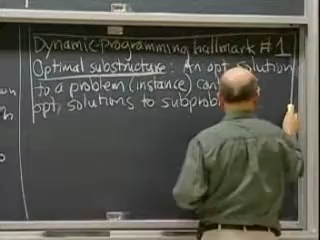 Dynamic-programming hallmark #1
Optimal substructure: An opt. solution
to a problem (instance) con
opt. solutions to subprob